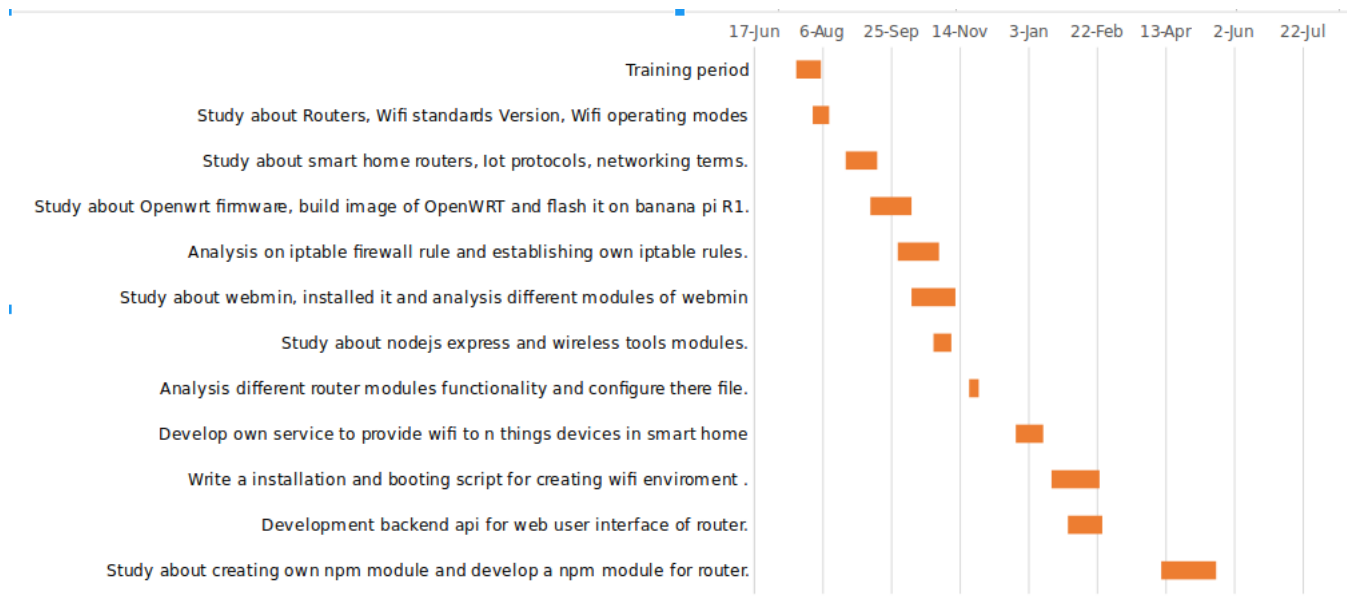 17-Jun 6-Aug 25-Sep 14-Nov 3-Jan 22-Feb 13-Apr 2-Jun 22-Jul
Training period
Study about Routers, Wifi standards Version, Wifi operating modes
Study about smart home routers, Iot protocols, networking terms.
Study about Openwrt firmware, build image of OpenWRT and flash it on banana pi R1.
Analysis on iptable firewall rule and establishing own iptable rules.
Study about webmin, installed it and analysis different modules of webmin
Study about nodejs express and wireless tools modules.
Analysis different router modules functionality and configure there file.
Develop own service to provide wifi to n things devices in smart home
Write a installation and booting script for creating wifi enviroment .
Development backend api for web user interface of router.
Study about creating own npm module and develop a npm module for router.